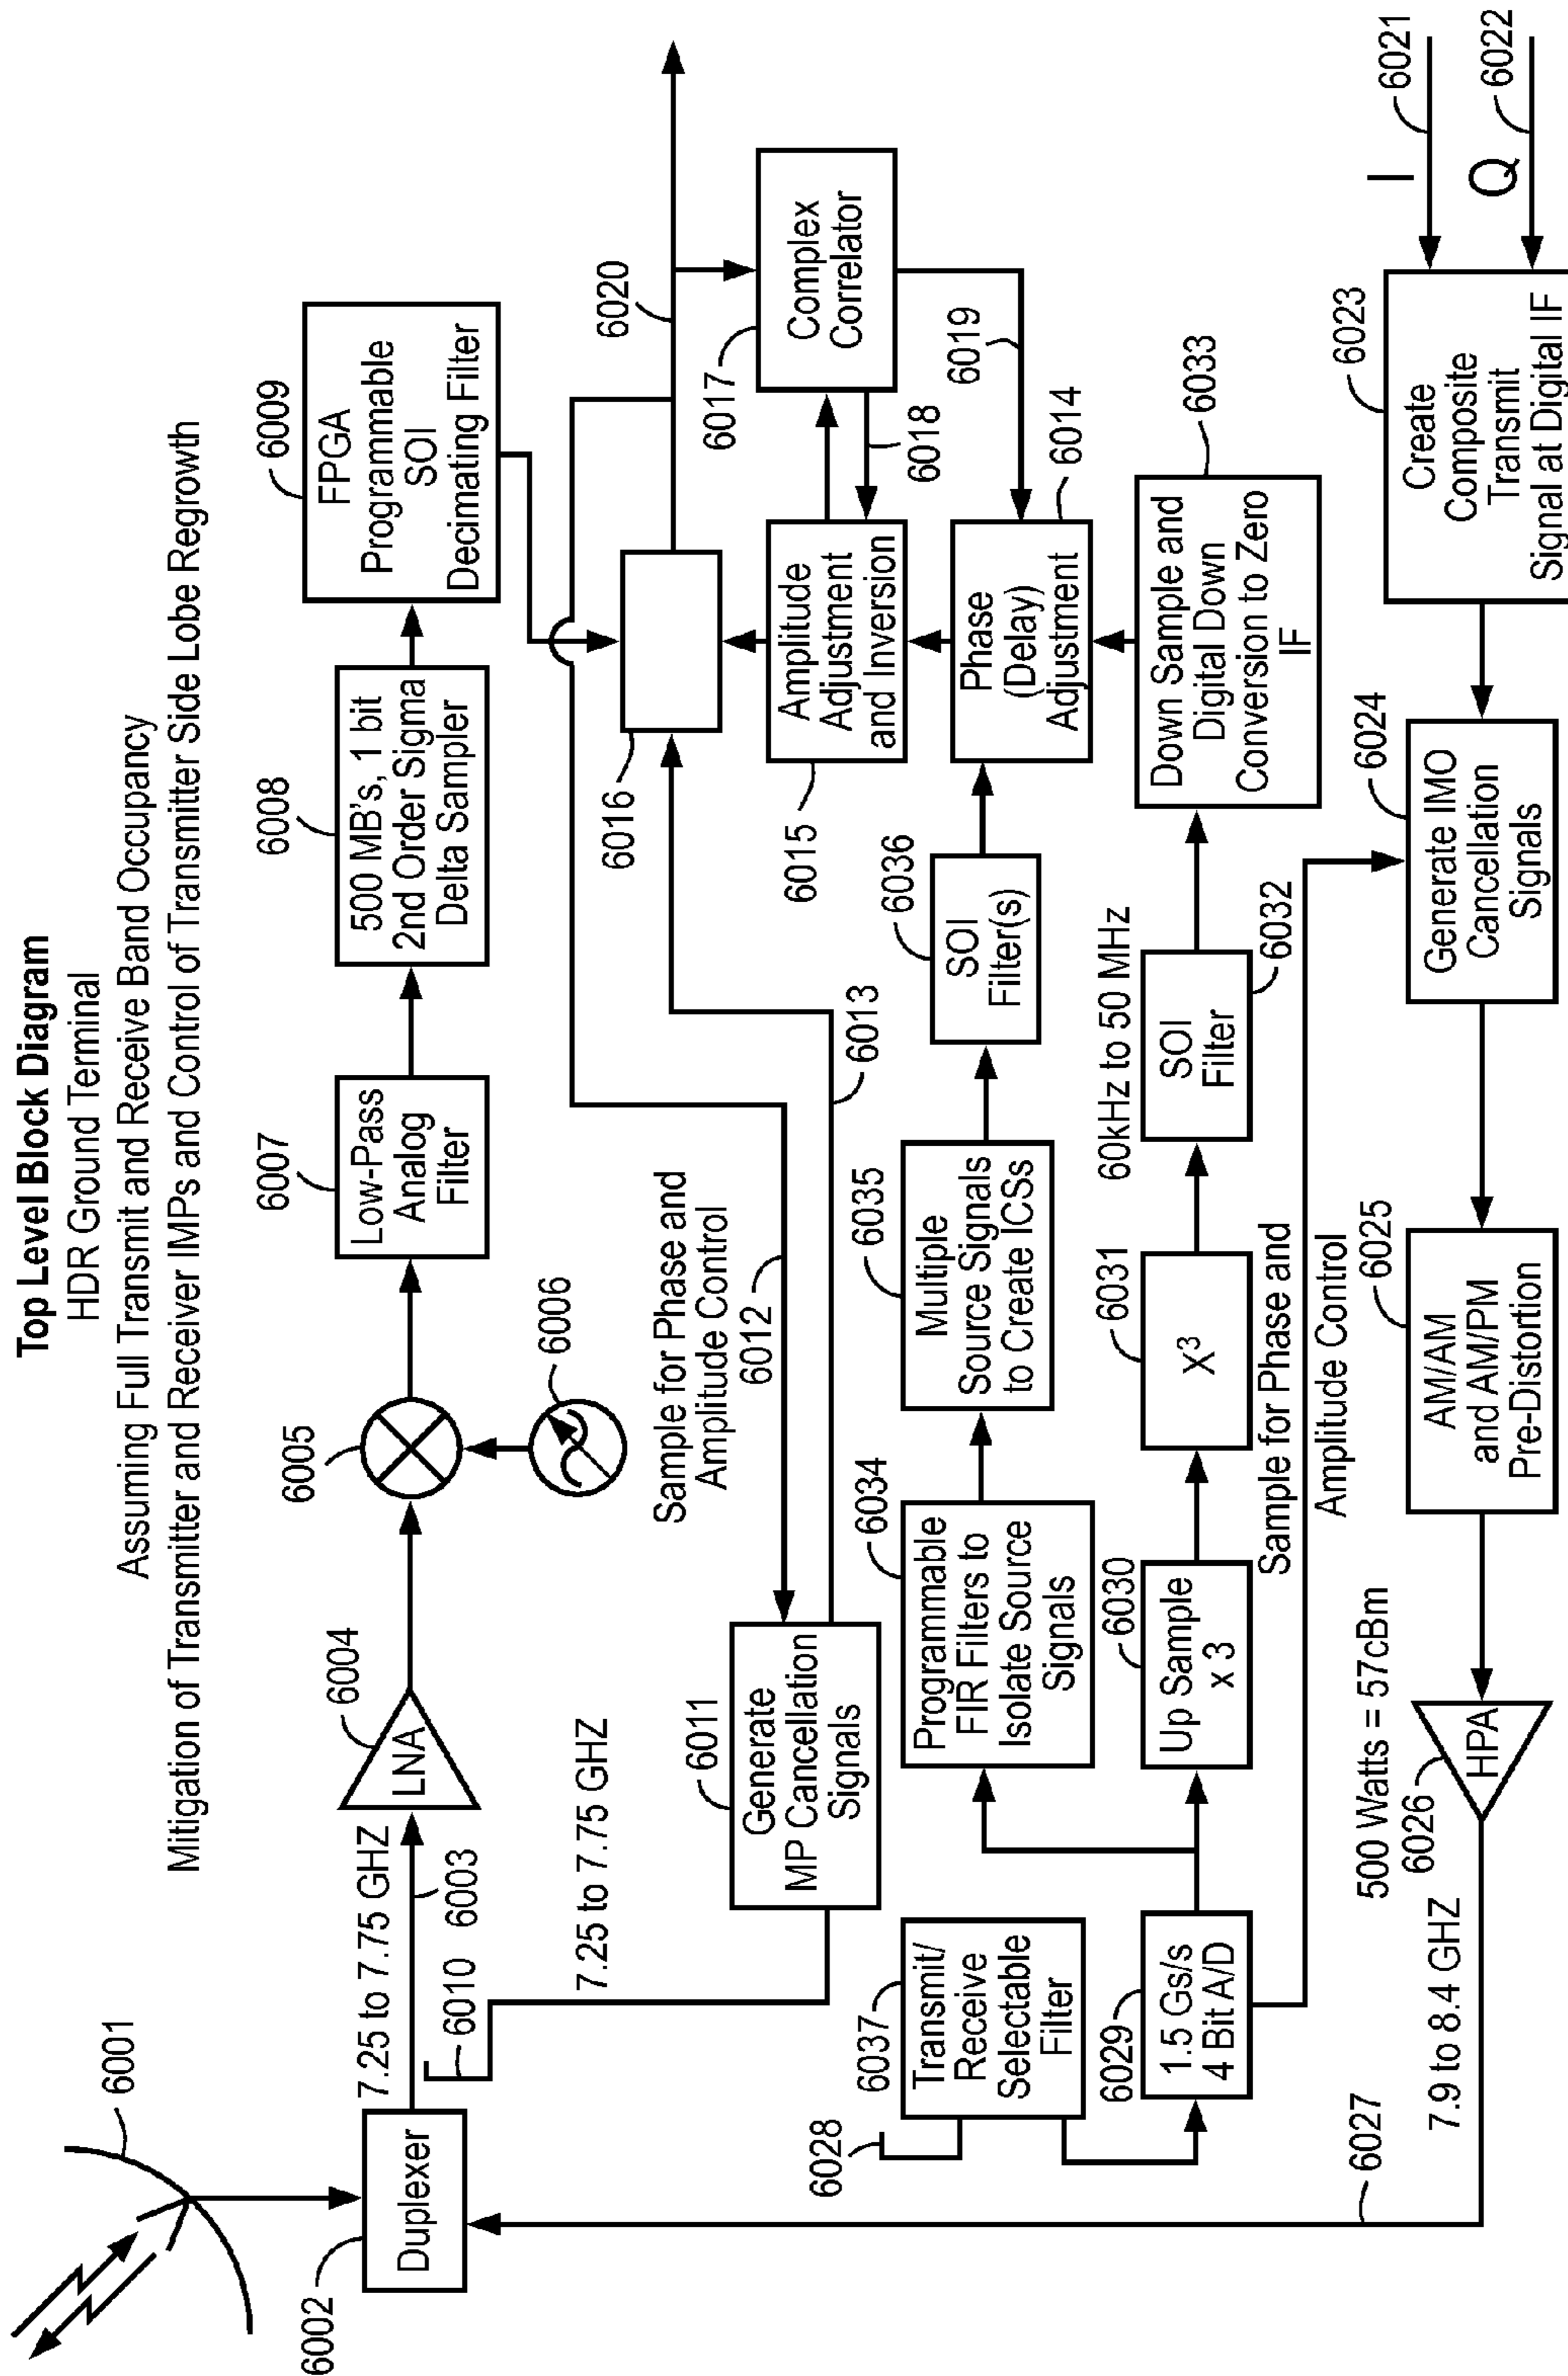 Top Level Block Diagram
HDR Ground Terminal
Assuming Full Transmit and Receive Band Occupancy
Mitigation of Transmitter and Receiver IMPs and Control of Transmitter Side Lobe Regrowth
6001
6002
Duplexer
7.25 to 7.75 GHZ
6003
6010
6004
LNA
6005
6006
6007
Low-Pass
Analog
Filter
6008
500 MB's, 1 bit
2nd Order Sigma
Delta Sampler
6009
FPGA
Programmable
SOI
Decimating Filter
7.25 to 7.75 GHZ
6011
Generate
MP Cancellation
Signals
Sample for Phase and
Amplitude Control
6012
6013
6016
6020
6015
Amplitude
Adjustment
and Inversion
6017
Complex
Correlator
6018
6019
6014
Phase
(Delay)
Adjustment
6028
6037
Transmit/
Receive
Selectable
Filter
6034
Programmable
FIR Filters to
Isolate Source
Signals
6035
Multiple
Source Signals
to Create ICSs
6036
SOI
Filter(s)
6029
1.5 Gs/s
4 Bit A/D
6030
Up Sample
x 3
6031
X³
60kHz to 50 MHz
SOI
Filter
6032
6033
Down Sample and
Digital Down
Conversion to Zero
IF
Sample for Phase and
Amplitude Control
6027
7.9 to 8.4 GHZ
500 Watts = 57cBm
6026
HPA
6025
AM/AM
and AM/PM
Pre-Distortion
6024
Generate IMO
Cancellation
Signals
6023
Create
Composite
Transmit
Signal at Digital IF
I
6021
Q
6022